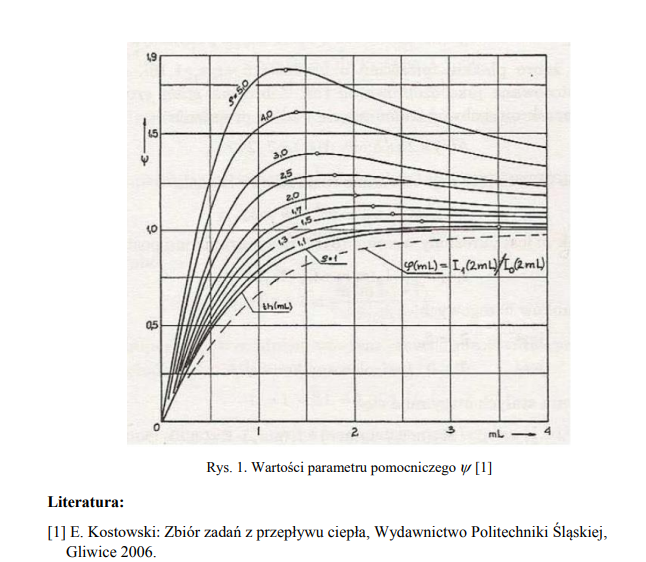 1,9
ς=5,0
4,0
1,5
ψ
3,0
2,5
2,0
1,7
1,5
1,3
1,1
1,0
ς=1
φ(mL) = I₁(2mL)/I₀(2mL)
th(mL)
0,5
0
1
2
3
mL
4
Rys. 1. Wartości parametru pomocniczego ψ [1]
Literatura:
[1] E. Kostowski: Zbiór zadań z przepływu ciepła, Wydawnictwo Politechniki Śląskiej,
Gliwice 2006.